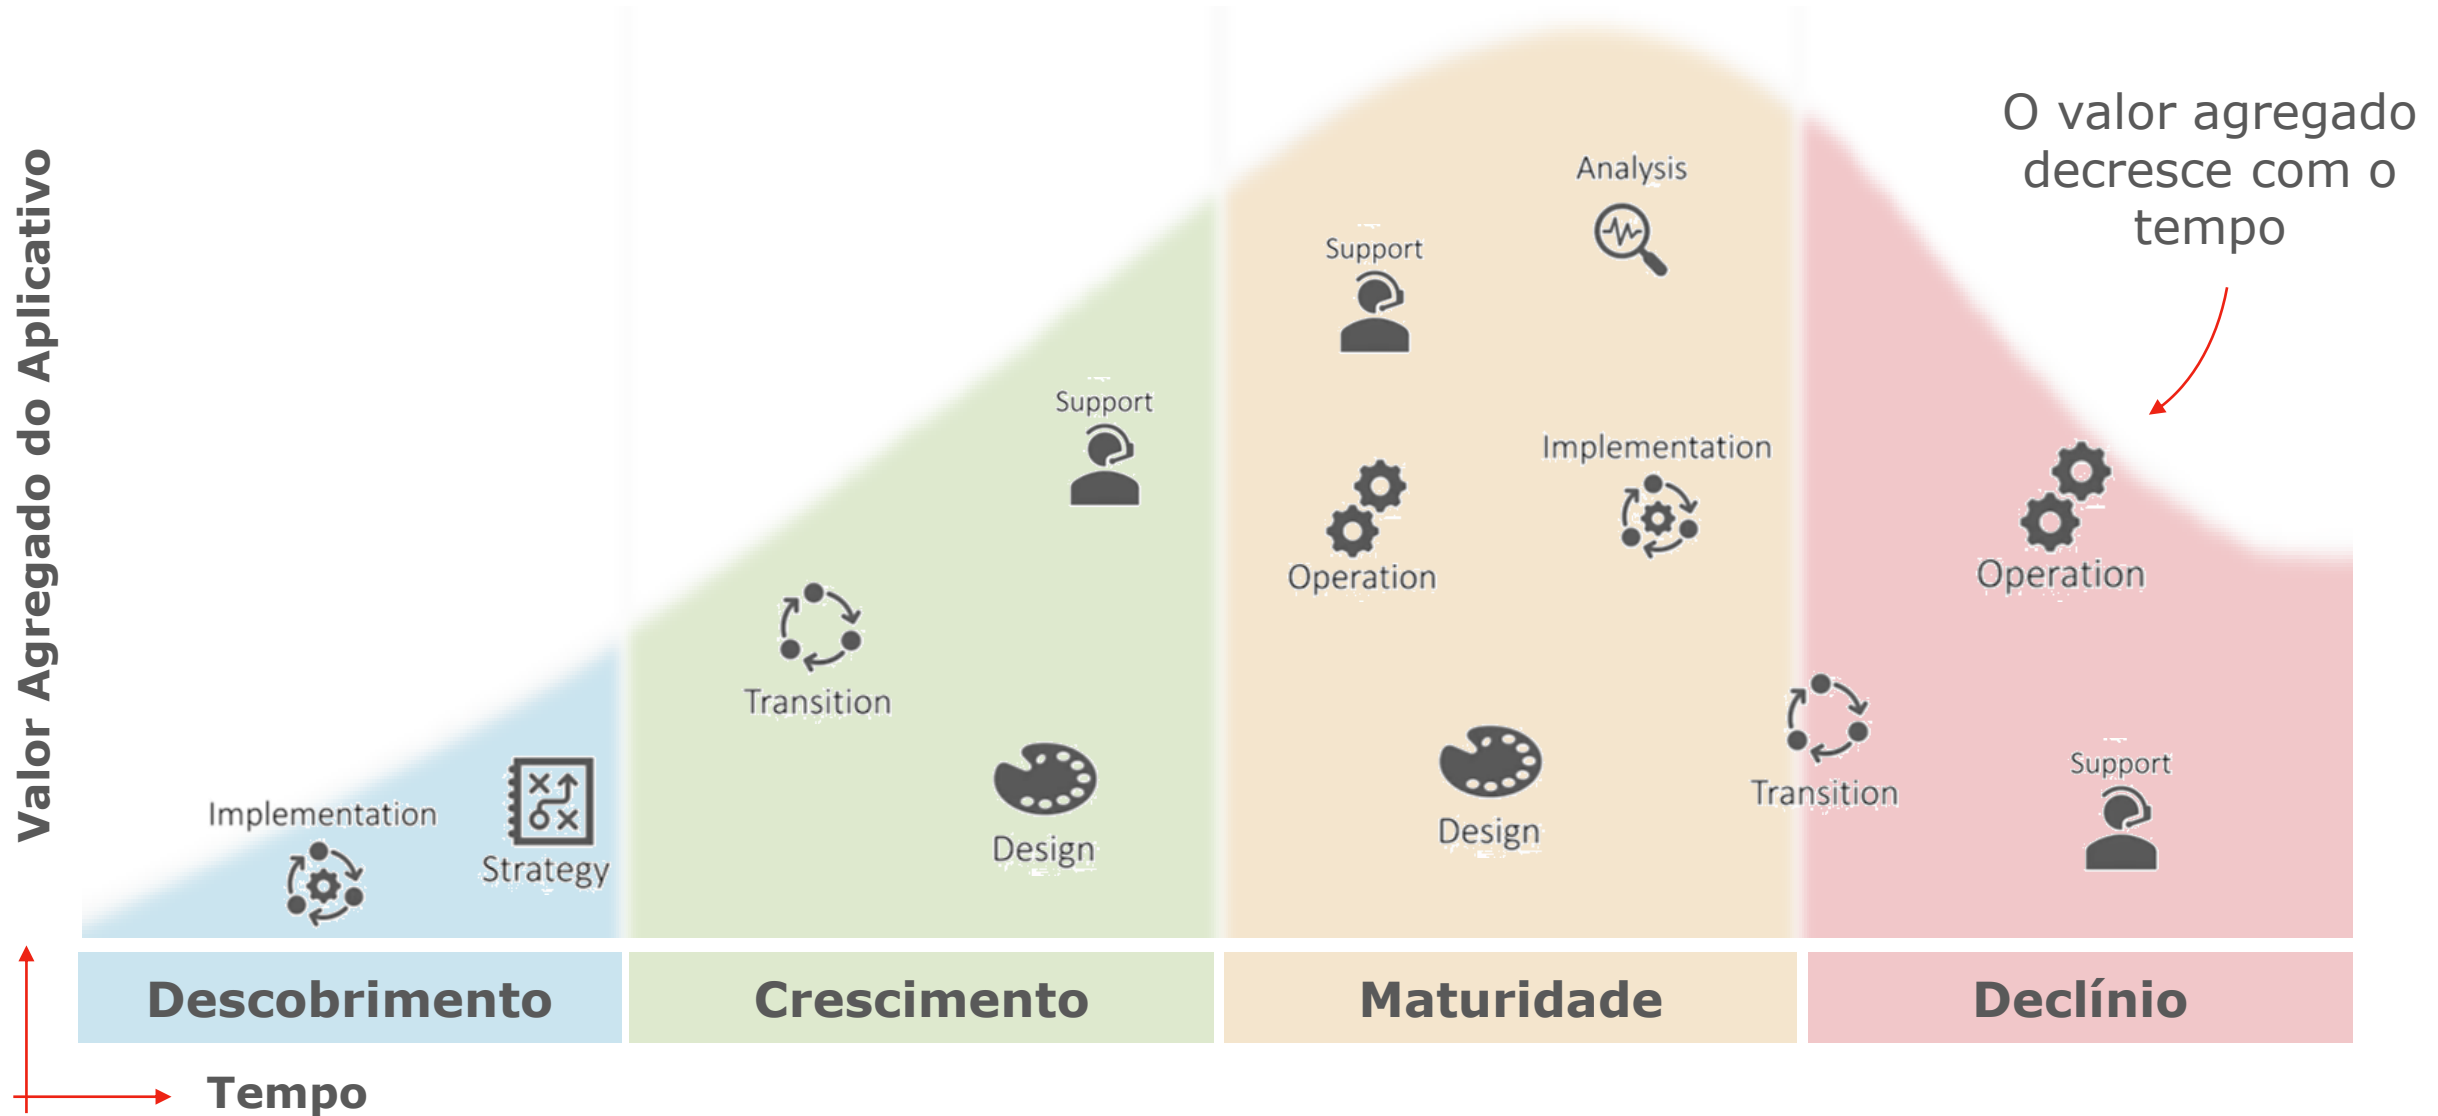 Valor Agregado do Aplicativo
O valor agregado
decresce com o
tempo
Implementation
Strategy
Transition
Support
Design
Support
Analysis
Operation
Implementation
Design
Transition
Operation
Support
Descobrimento
Crescimento
Maturidade
Declínio
Tempo